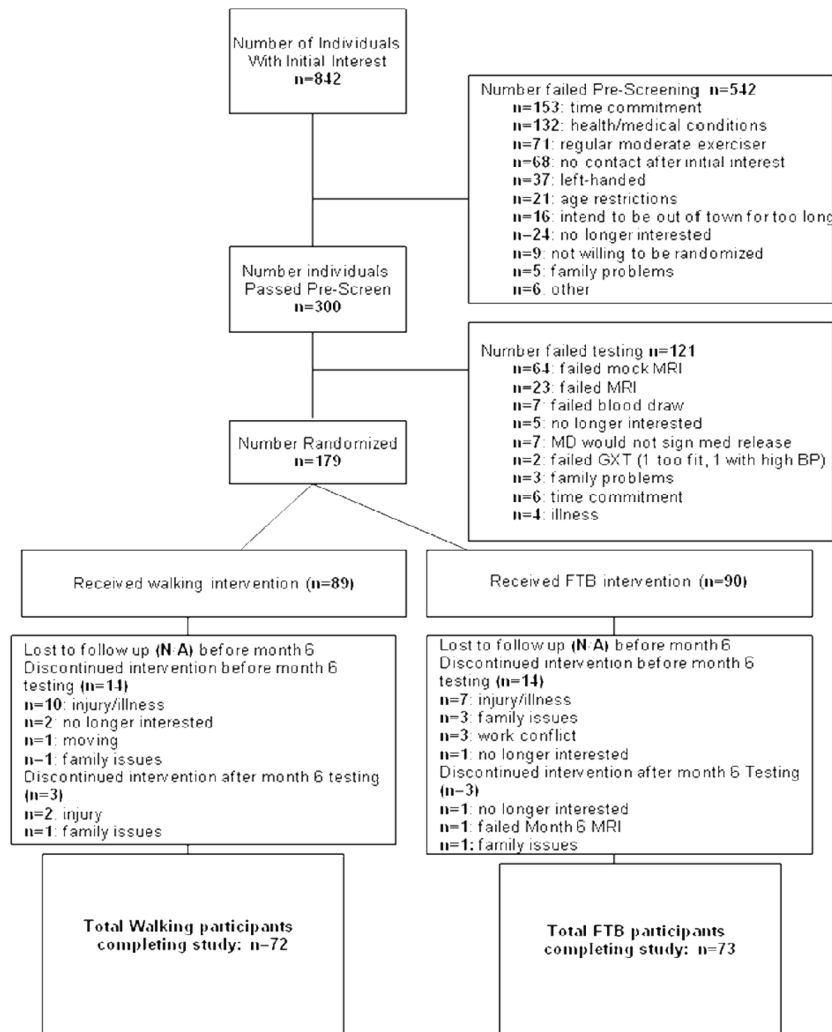 Number of Individuals
With Initial Interest
n=842
Number failed Pre-Screening n=542
n=153: time commitment
n=132: health/medical conditions
n=71: regular moderate exerciser
n=68: no contact after initial interest
n=37: left-handed
n=21: age restrictions
n=16: intend to be out of town for too long
n=24: no longer interested
n=9: not willing to be randomized
n=5: family problems
n=6: other
Number individuals
Passed Pre-Screen
n=300
Number failed testing n=121
n=64: failed mock MRI
n=23: failed MRI
n=7: failed blood draw
n=5: no longer interested
n=7: MD would not sign med release
n=2: failed GXT (1 too fit, 1 with high BP)
n=3: family problems
n=6: time commitment
n=4: illness
Number Randomized
n=179
Received walking intervention (n=89)
Received FTB intervention (n=90)
Lost to follow up (N-A) before month 6
Discontinued intervention before month 6
testing (n=14)
n=10: injury/illness
n=2: no longer interested
n=1: moving
n=1: family issues
Discontinued intervention after month 6 testing
(n=3)
n=2: injury
n=1: family issues
Lost to follow up (N-A) before month 6
Discontinued intervention before month 6
testing (n=14)
n=7: injury/illness
n=3: family issues
n=3: work conflict
n=1: no longer interested
Discontinued intervention after month 6 Testing
(n=3)
n=1: no longer interested
n=1: failed Month 6 MRI
n=1: family issues
Total Walking participants
completing study: n=72
Total FTB participants
completing study: n=73